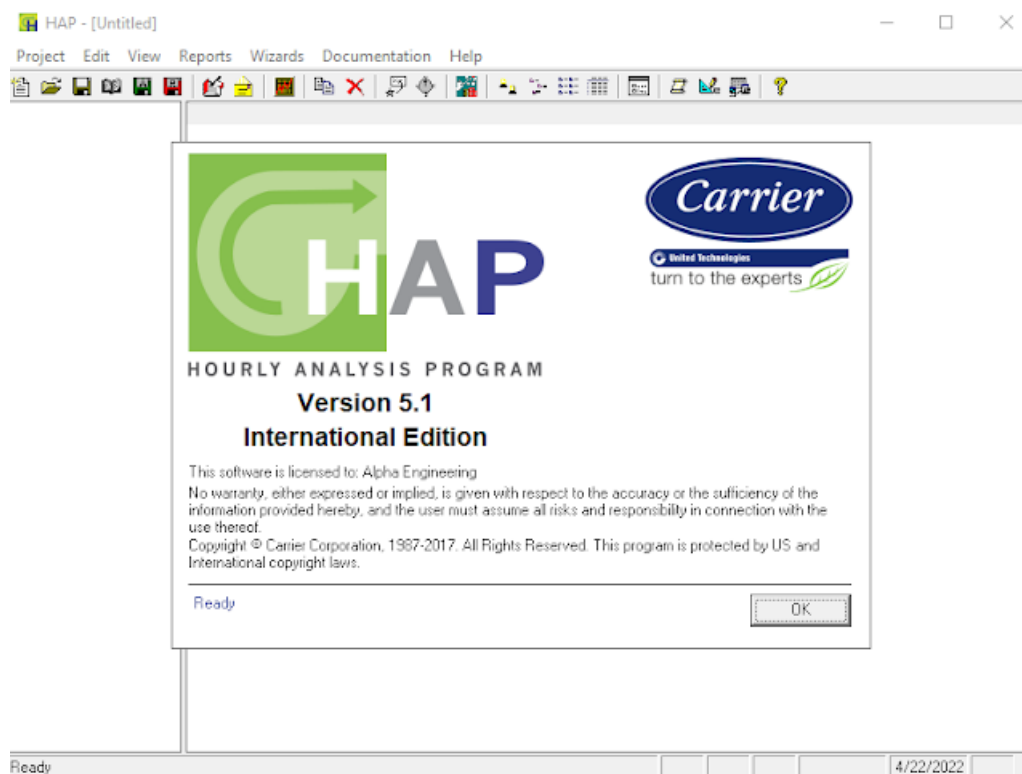 HAP - [Untitled]
Project Edit View Reports Wizards Documentation Help
HAP
Carrier
United Technologies
turn to the experts
HOURLY ANALYSIS PROGRAM
Version 5.1
International Edition
This software is licensed to: Alpha Engineering
No warranty, either expressed or implied, is given with respect to the accuracy or the sufficiency of the
information provided hereby, and the user must assume all risks and responsibility in connection with the
use thereof.
Copyright © Carrier Corporation, 1987-2017. All Rights Reserved. This program is protected by US and
International copyright laws.
Ready
OK
Ready
4/22/2022